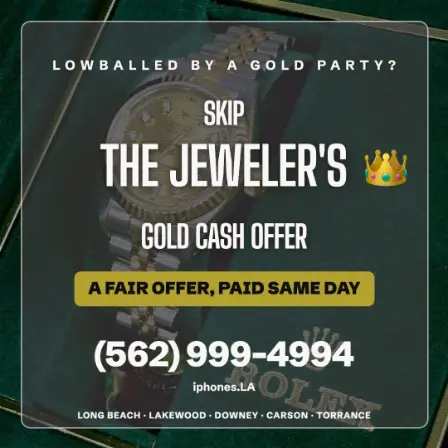 LOWBALLED BY A GOLD PARTY?
SKIP
THE JEWELER'S
GOLD CASH OFFER
A FAIR OFFER, PAID SAME DAY
(562) 999-4994
iphones.LA
ROLEX
LONG BEACH · LAKEWOOD · DOWNEY · CARSON · TORRANCE